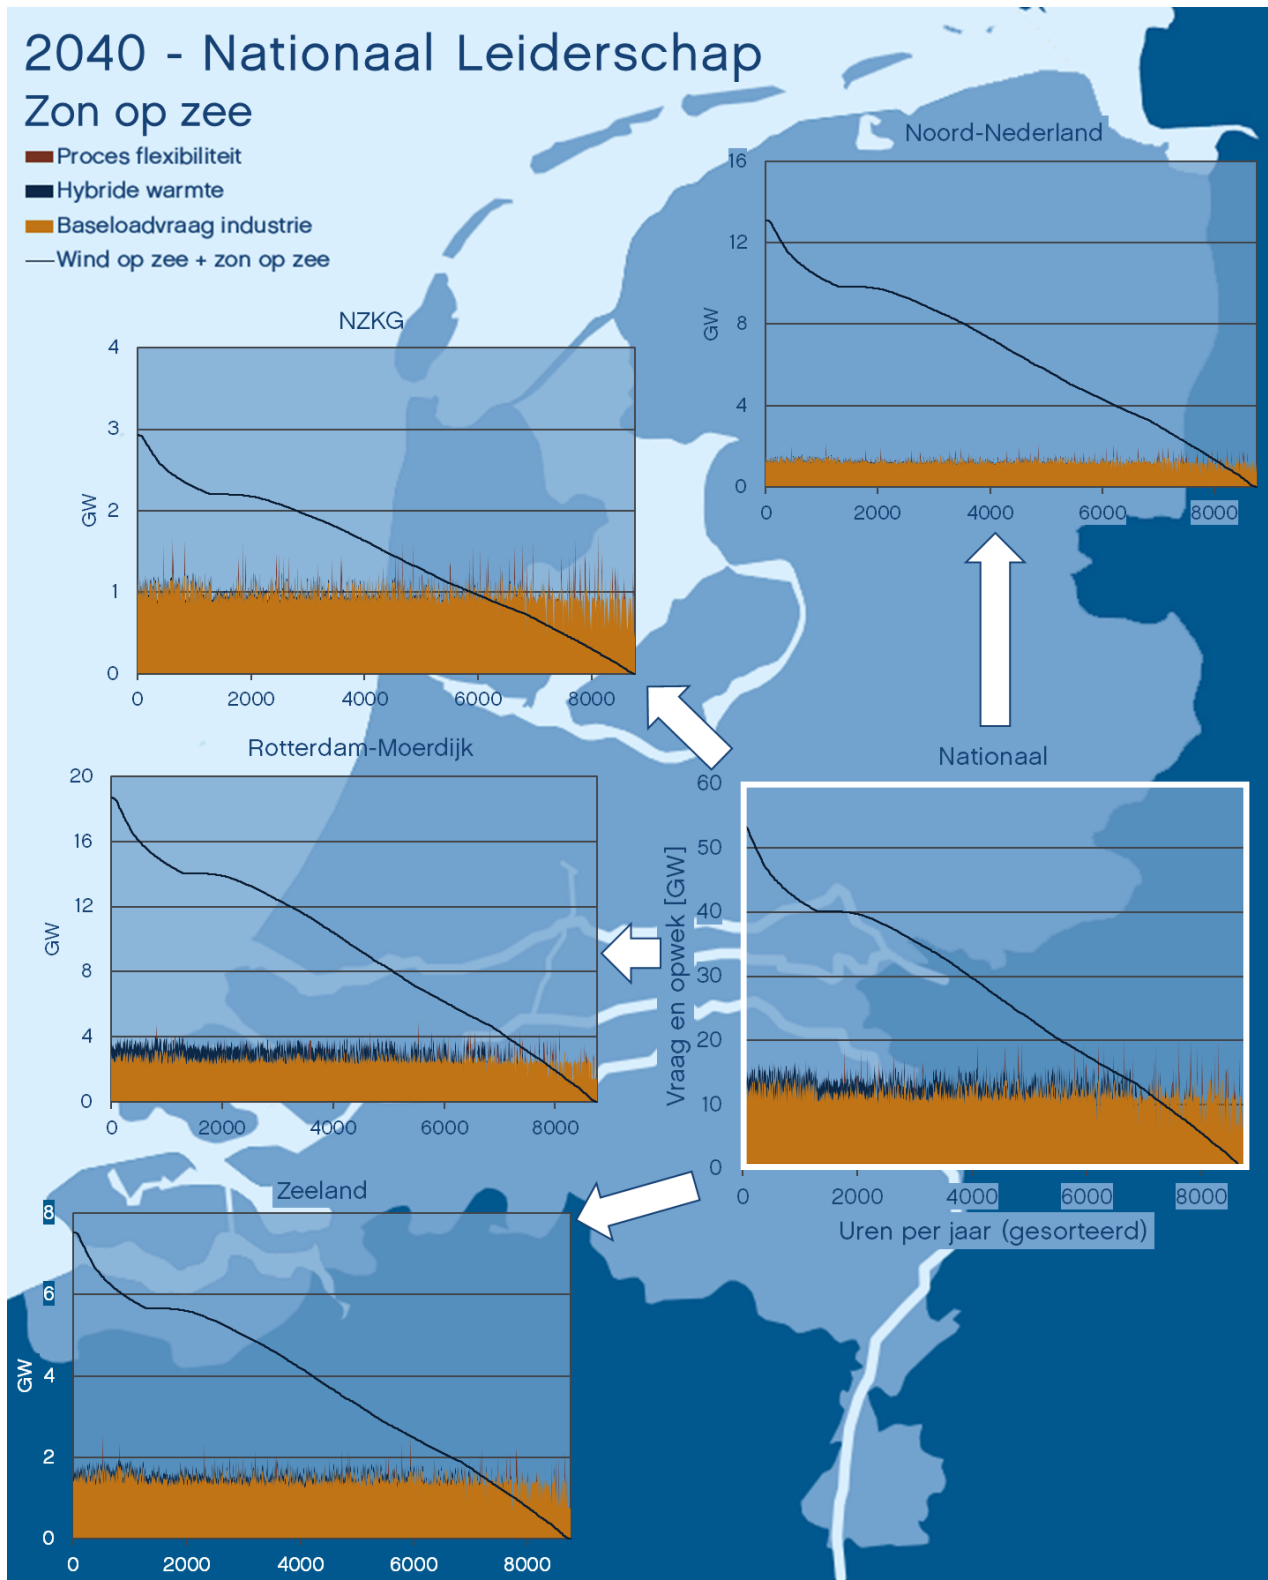 2040 - Nationaal Leiderschap
Zon op zee
Proces flexibiliteit
Hybride warmte
Baseloadvraag industrie
Wind op zee + zon op zee
Noord-Nederland
16
12
8
4
0
GW
0 2000 4000 6000 8000
NZKG
4
3
2
1
0
GW
0 2000 4000 6000 8000
Rotterdam-Moerdijk
20
16
12
8
4
0
GW
0 2000 4000 6000 8000
Nationaal
60
50
40
30
20
10
0
Vraag en opwek [GW]
0 2000 4000 6000 8000
Uren per jaar (gesorteerd)
Zeeland
8
6
4
2
0
GW
0 2000 4000 6000 8000